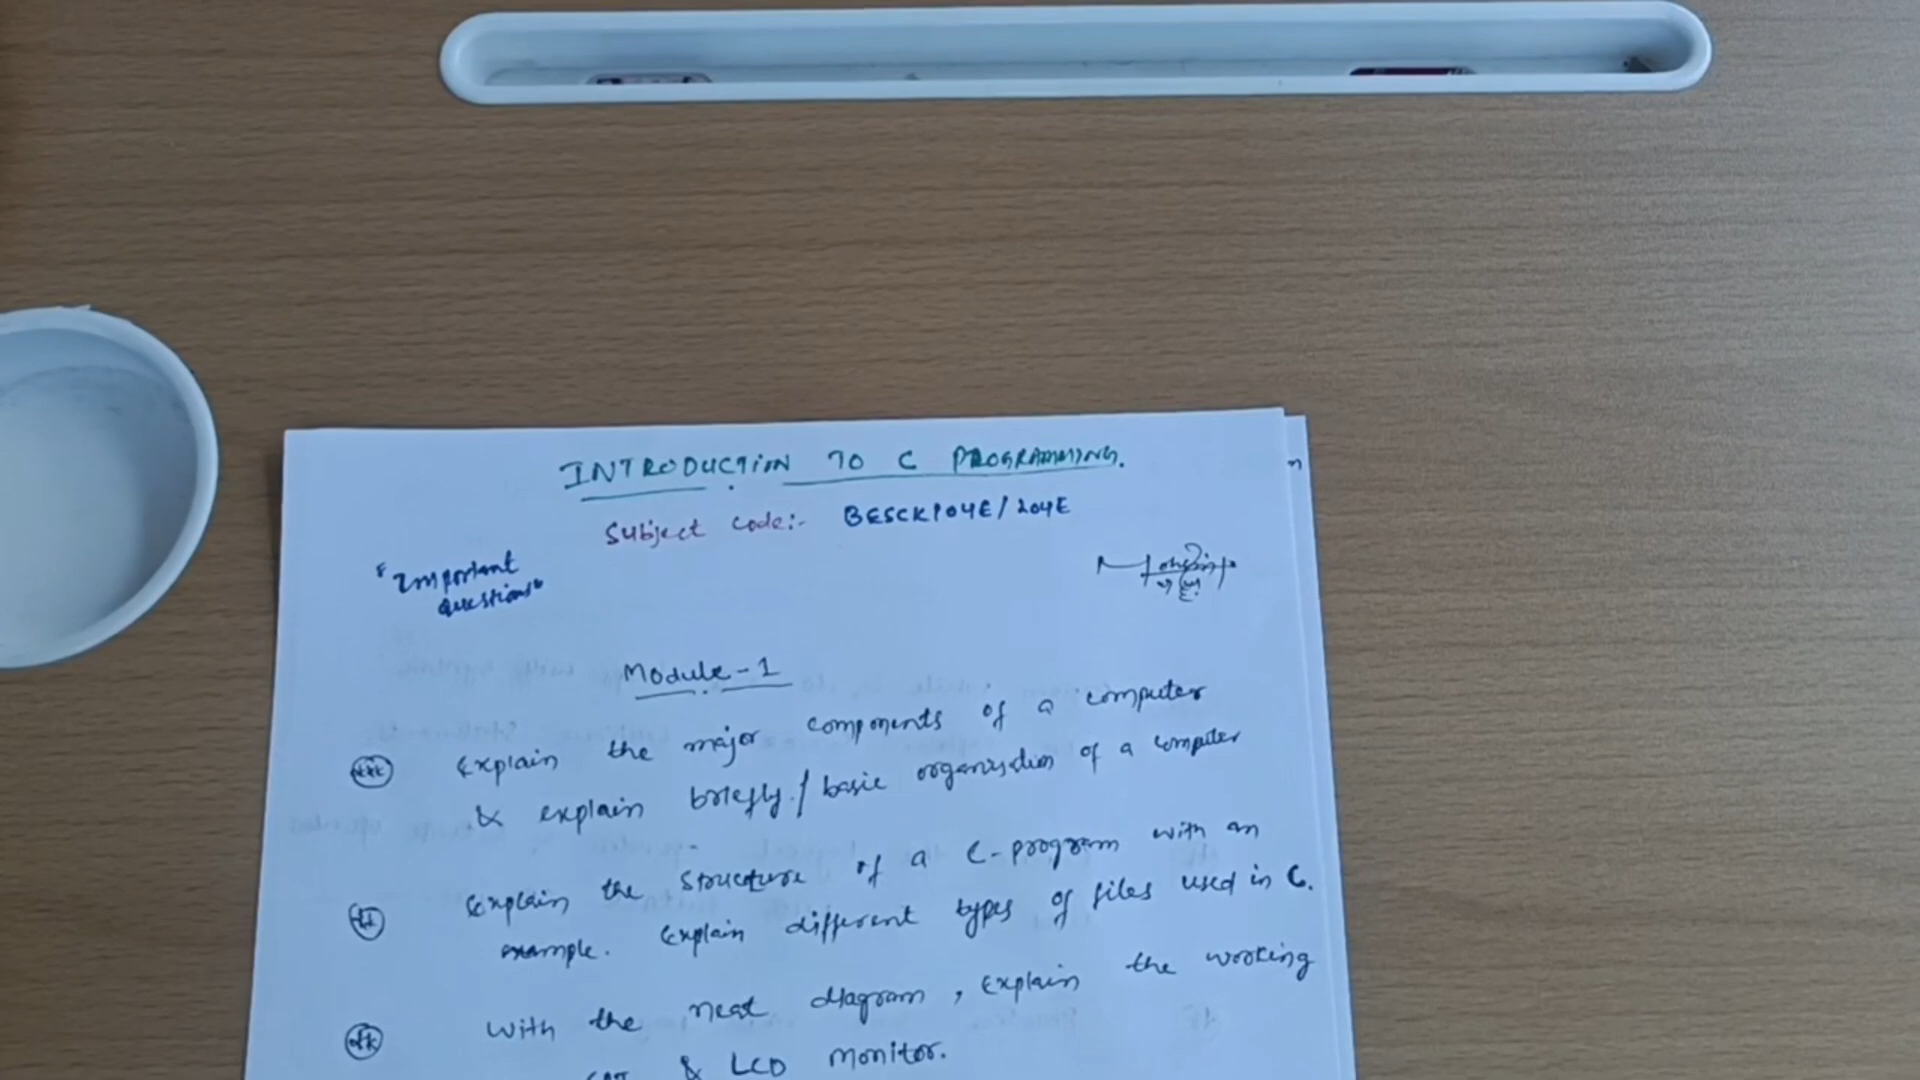 INTRODUCTION TO C PROGRAMMING.
Subject Code:- BESCK104E/204E
"Important
Questions"
Module-1
*** Explain the major components of a computer
& explain briefly./basic organization of a computer
** Explain the structure of a C-program with an
example. Explain different types of files used in C.
With the neat diagram, Explain the working
& LCD monitor.